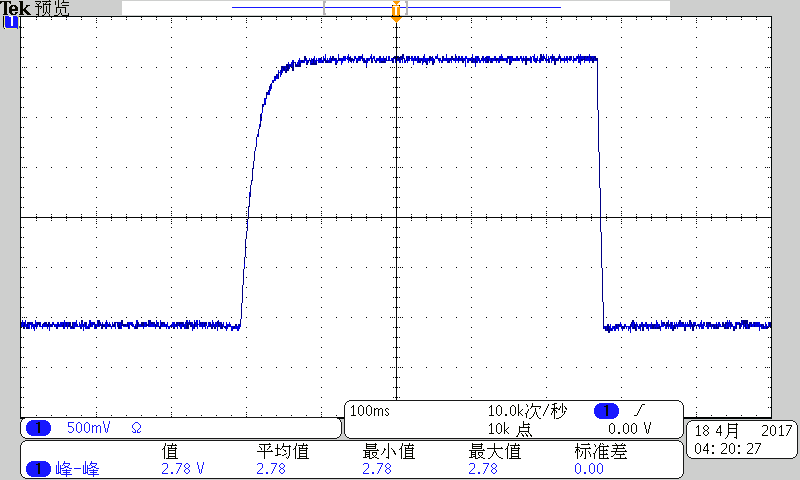 Tek 预览
T
1
1 500mV Ω
100ms 10.0k次/秒 1 0.00 V
10k 点
值 平均值 最小值 最大值 标准差
1 峰-峰 2.78 V 2.78 2.78 2.78 0.00
18 4月 2017
04:20:27